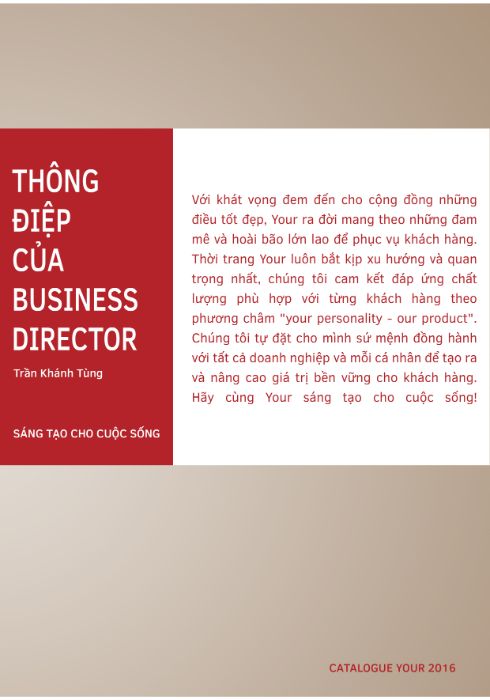 THÔNG
ĐIỆP
CỦA
BUSINESS
DIRECTOR
Trần Khánh Tùng
SÁNG TẠO CHO CUỘC SỐNG
Với khát vọng đem đến cho cộng đồng những
điều tốt đẹp, Your ra đời mang theo những đam
mê và hoài bão lớn lao để phục vụ khách hàng.
Thời trang Your luôn bắt kịp xu hướng và quan
trọng nhất, chúng tôi cam kết đáp ứng chất
lượng phù hợp với từng khách hàng theo
phương châm "your personality - our product".
Chúng tôi tự đặt cho mình sứ mệnh đồng hành
với tất cả doanh nghiệp và mỗi cá nhân để tạo ra
và nâng cao giá trị bền vững cho khách hàng.
Hãy cùng Your sáng tạo cho cuộc sống!
CATALOGUE YOUR 2016